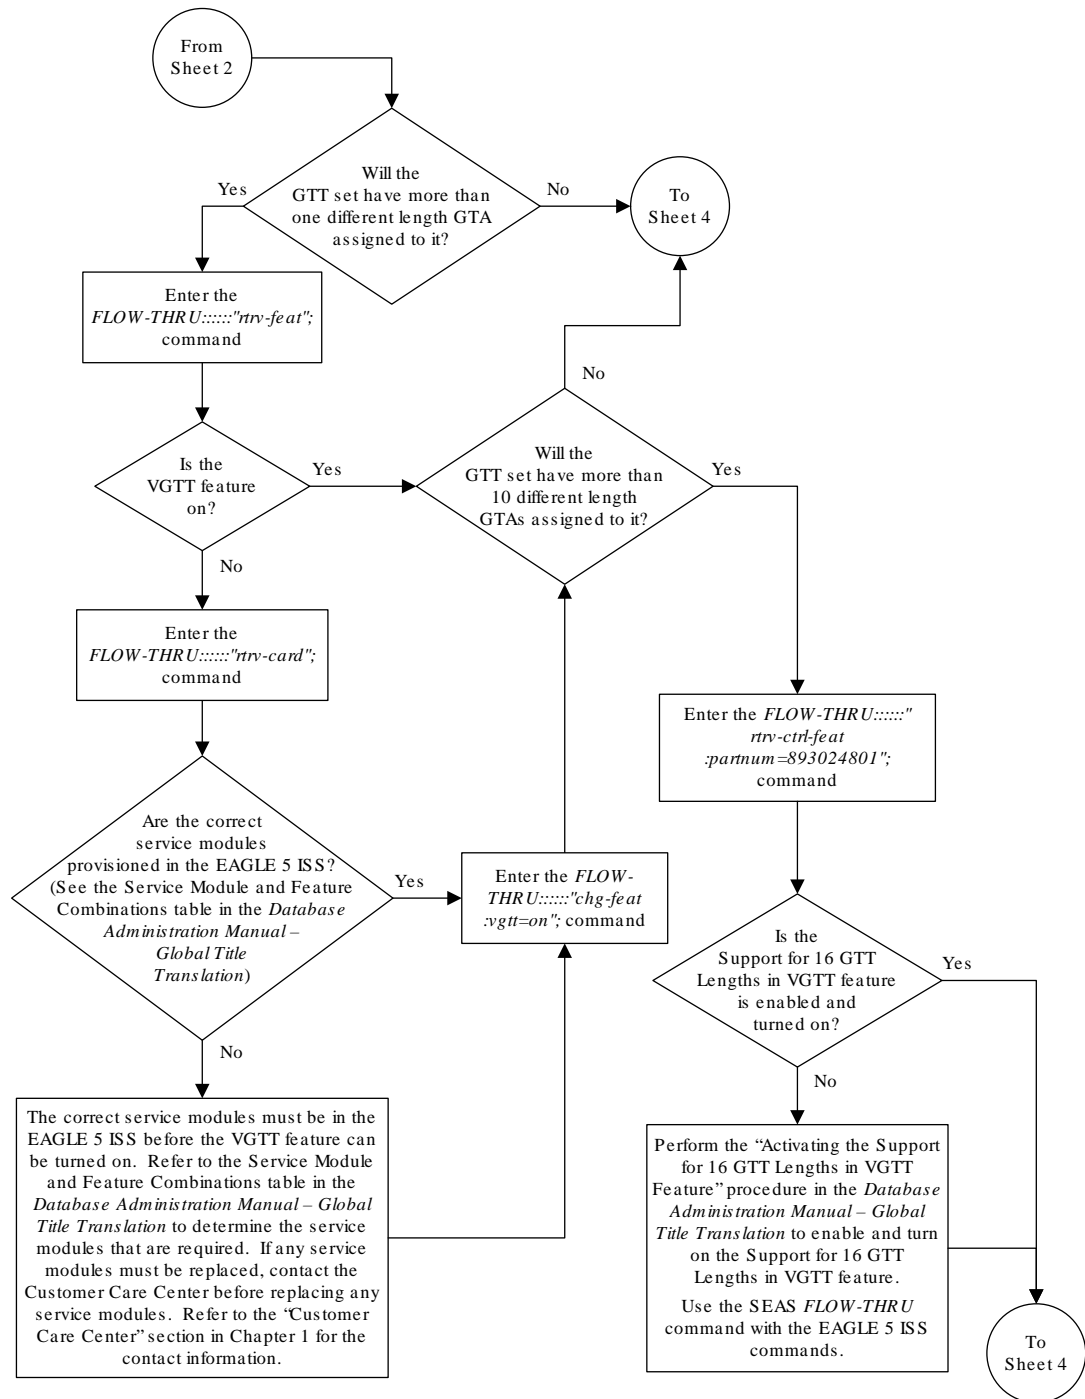 From
Sheet 2
Will the
GTT set have more than
one different length GTA
assigned to it?
Yes
No
To
Sheet 4
Enter the
FLOW-THRU::::::"rtrv-feat";
command
No
Is the
VGTT feature
on?
Yes
Will the
GTT set have more than
10 different length
GTAs assigned to it?
Yes
No
Enter the
FLOW-THRU::::::"rtrv-card";
command
Enter the FLOW-THRU::::::"
rtrv-ctrl-feat
:partnum=893024801";
command
Are the correct
service modules
provisioned in the EAGLE 5 ISS?
(See the Service Module and Feature
Combinations table in the Database
Administration Manual –
Global Title
Translation)
Yes
No
Enter the FLOW-
THRU::::::"chg-feat
:vgtt=on"; command
Is the
Support for 16 GTT
Lengths in VGTT feature
is enabled and
turned on?
Yes
No
The correct service modules must be in the
EAGLE 5 ISS before the VGTT feature can
be turned on. Refer to the Service Module
and Feature Combinations table in the
Database Administration Manual – Global
Title Translation to determine the service
modules that are required. If any service
modules must be replaced, contact the
Customer Care Center before replacing any
service modules. Refer to the “Customer
Care Center” section in Chapter 1 for the
contact information.
Perform the “Activating the Support
for 16 GTT Lengths in VGTT
Feature” procedure in the Database
Administration Manual – Global
Title Translation to enable and turn
on the Support for 16 GTT
Lengths in VGTT feature.
Use the SEAS FLOW-THRU
command with the EAGLE 5 ISS
commands.
To
Sheet 4